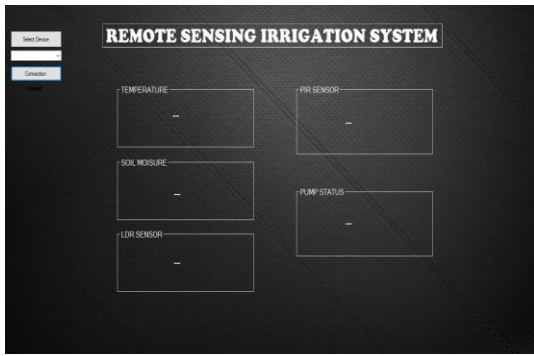 REMOTE SENSING IRRIGATION SYSTEM
Select Device
Connection
TEMPERATURE
--
PIR SENSOR
--
SOIL MOISURE
--
PUMP STATUS
--
LDR SENSOR
--